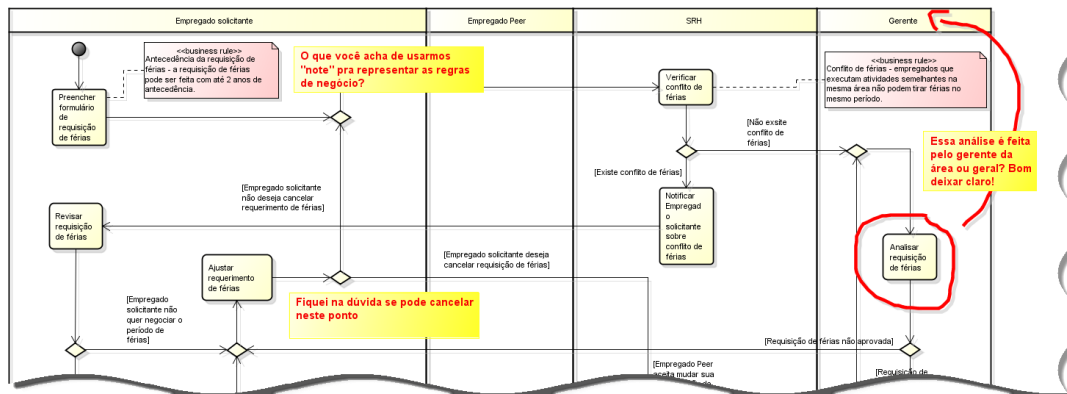 Empregado solicitante
Empregado Peer
SRH
Gerente
<<business rule>>
Antecedência da requisição de
férias - a requisição de férias
pode ser feita com até 2 anos de
antecedência.
O que você acha de usarmos
"note" pra representar as regras
de negócio?
Verificar
conflito de
férias
<<business rule>>
Conflito de férias - empregados que
executam atividades semelhantes na
mesma área não podem tirar férias no
mesmo período.
Preencher
formulário
de
requisição
de férias
[Não exsite
conflito de
férias]
Essa análise é feita
pelo gerente da
área ou geral? Bom
deixar claro!
[Existe conflito de férias]
[Empregado solicitante
não deseja cancelar
requerimento de férias]
Notificar
Empregad
o
solicitante
sobre
conflito de
férias
Revisar
requisição
de férias
Analisar
requisição
de férias
Ajustar
requerimento
de férias
[Empregado solicitante deseja
cancelar requisição de férias]
Fiquei na dúvida se pode cancelar
neste ponto
[Empregado
solicitante não
quer negociar o
período de
férias]
[Requisição de férias não aprovada]
[Empregado Peer
aceita mudar sua
[Requisição de